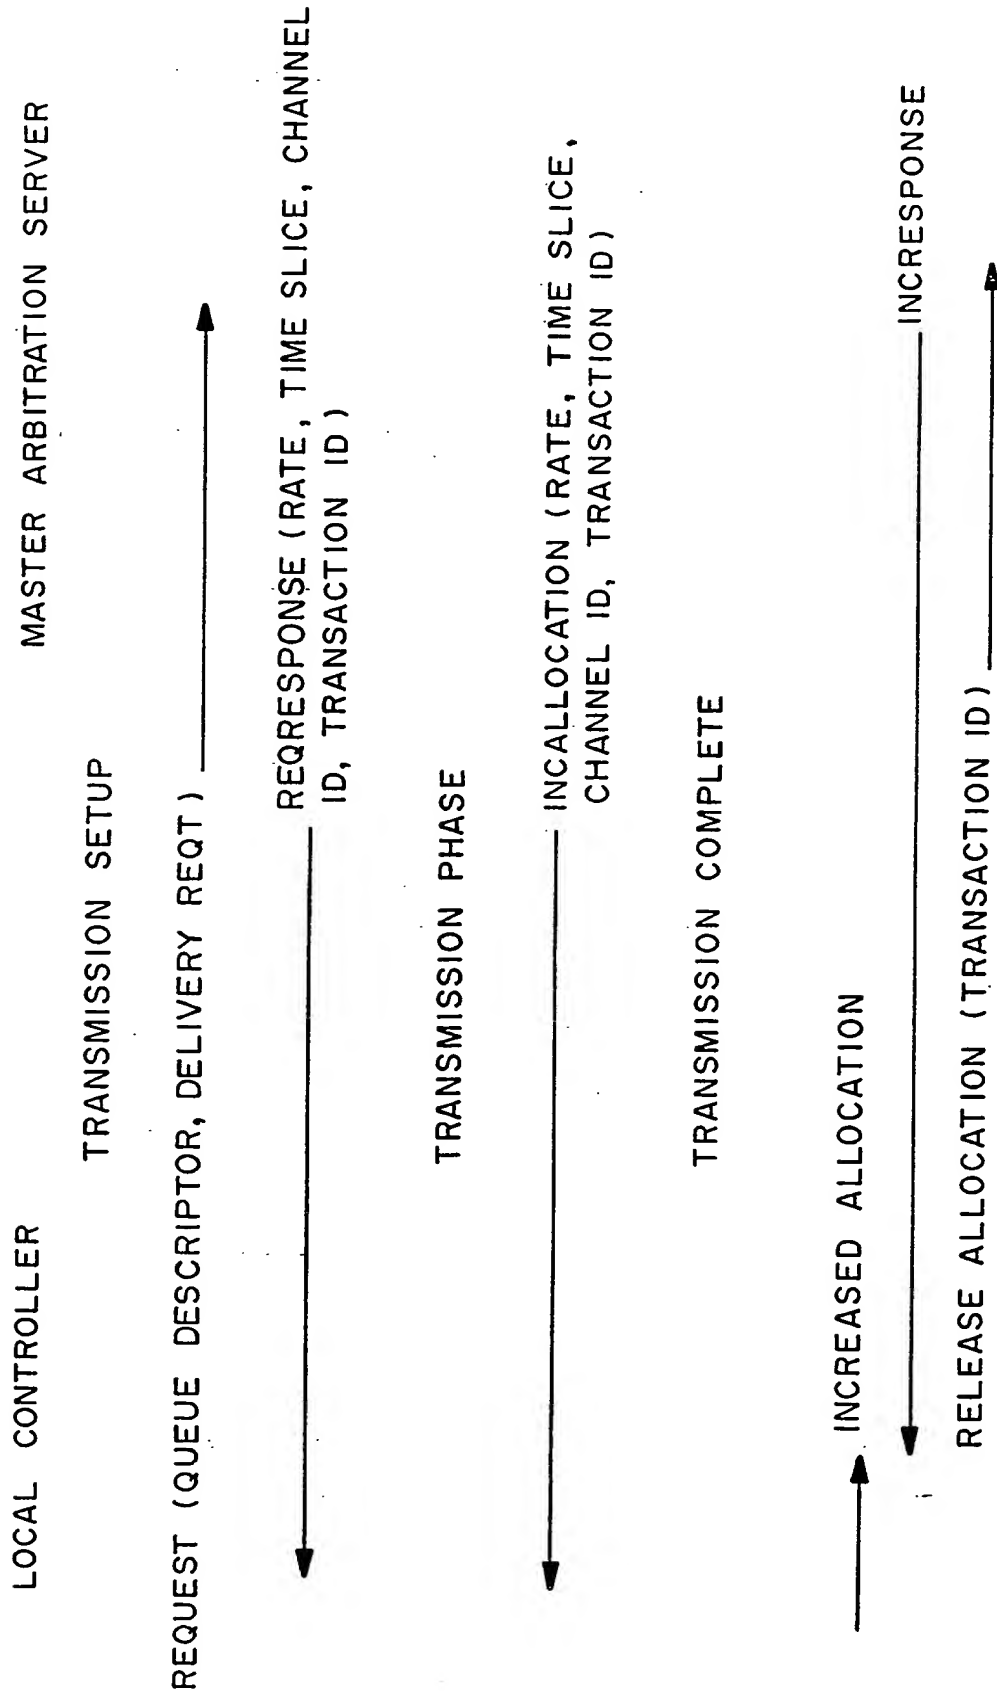 LOCAL CONTROLLER
MASTER ARBITRATION SERVER
TRANSMISSION SETUP
REQUEST (QUEUE DESCRIPTOR, DELIVERY REQT)
REQRESPONSE (RATE, TIME SLICE, CHANNEL
ID, TRANSACTION ID)
TRANSMISSION PHASE
INCALLOCATION (RATE, TIME SLICE,
CHANNEL ID, TRANSACTION ID)
TRANSMISSION COMPLETE
INCREASED ALLOCATION
INCRESPONSE
RELEASE ALLOCATION (TRANSACTION ID)